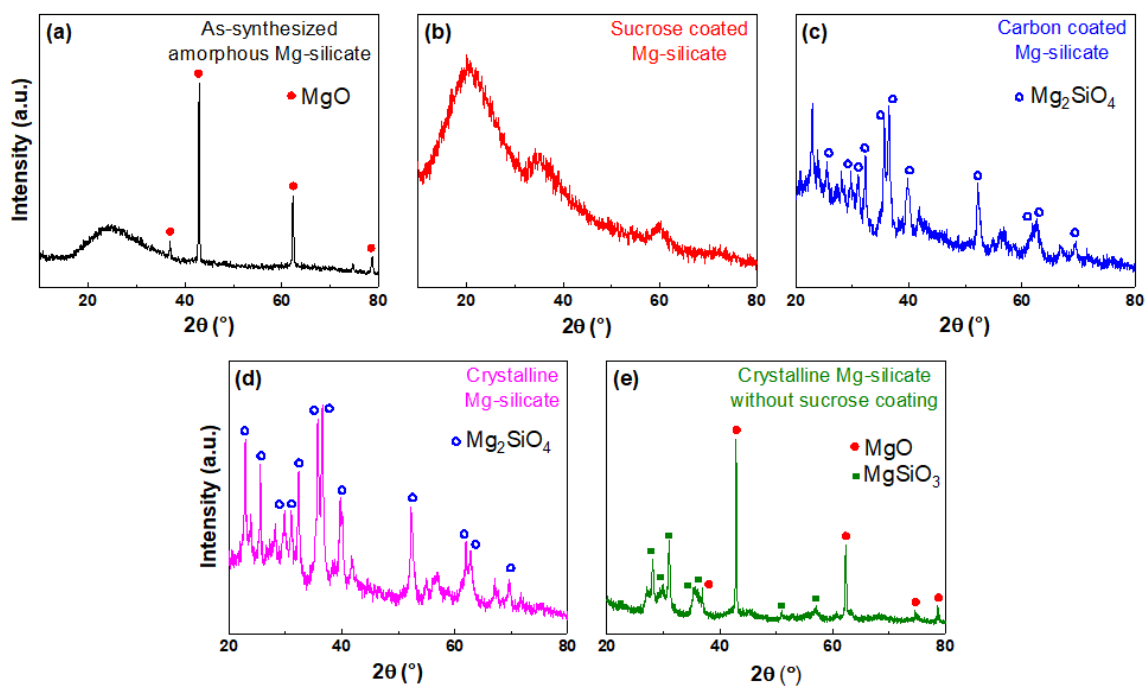 (a)
As-synthesized
amorphous Mg-silicate
MgO
Intensity (a.u.)
20 40 60 80
2θ (°)
(b)
Sucrose coated
Mg-silicate
20 40 60 80
2θ (°)
(c)
Carbon coated
Mg-silicate
Mg₂SiO₄
20 40 60 80
2θ (°)
(d)
Crystalline
Mg-silicate
Mg₂SiO₄
Intensity (a.u.)
20 40 60 80
2θ (°)
(e)
Crystalline Mg-silicate
without sucrose coating
MgO
MgSiO₃
20 40 60 80
2θ (º)